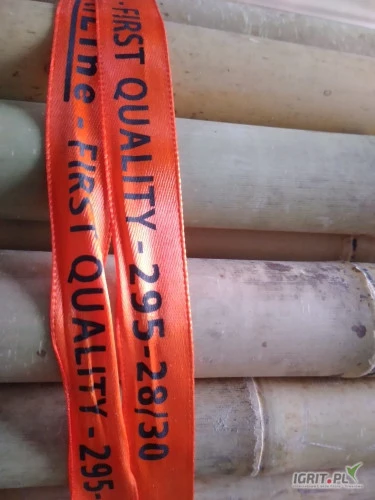 Line - FIRST QUALITY - 295-
- FIRST QUALITY - 295-28/30
IGRIT.PL